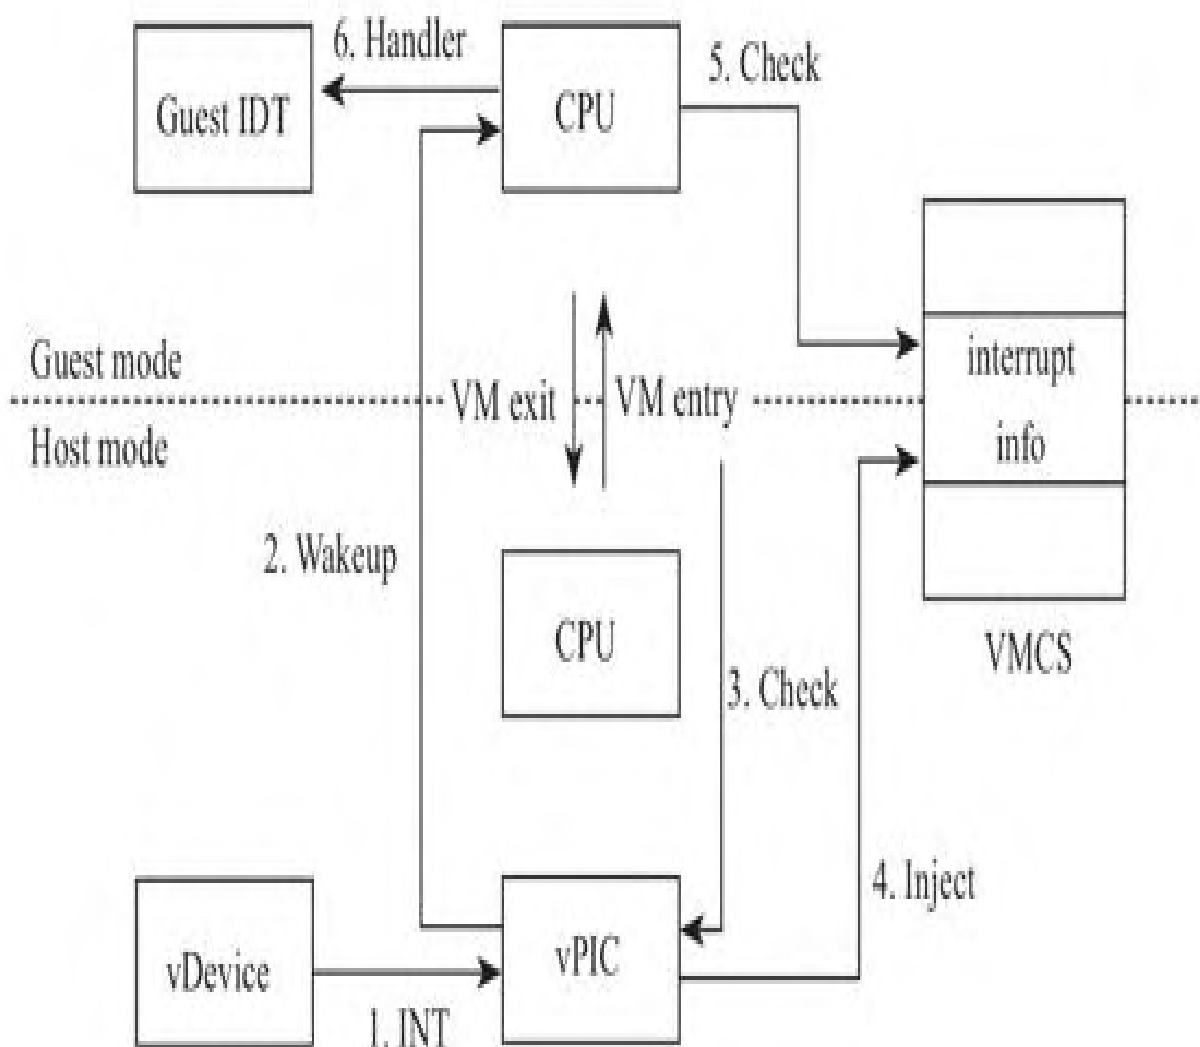 6. Handler
5. Check
Guest IDT
CPU
Guest mode
VM exit
VM entry
interrupt
info
Host mode
2. Wakeup
CPU
VMCS
3. Check
4. Inject
vDevice
vPIC
1. INT